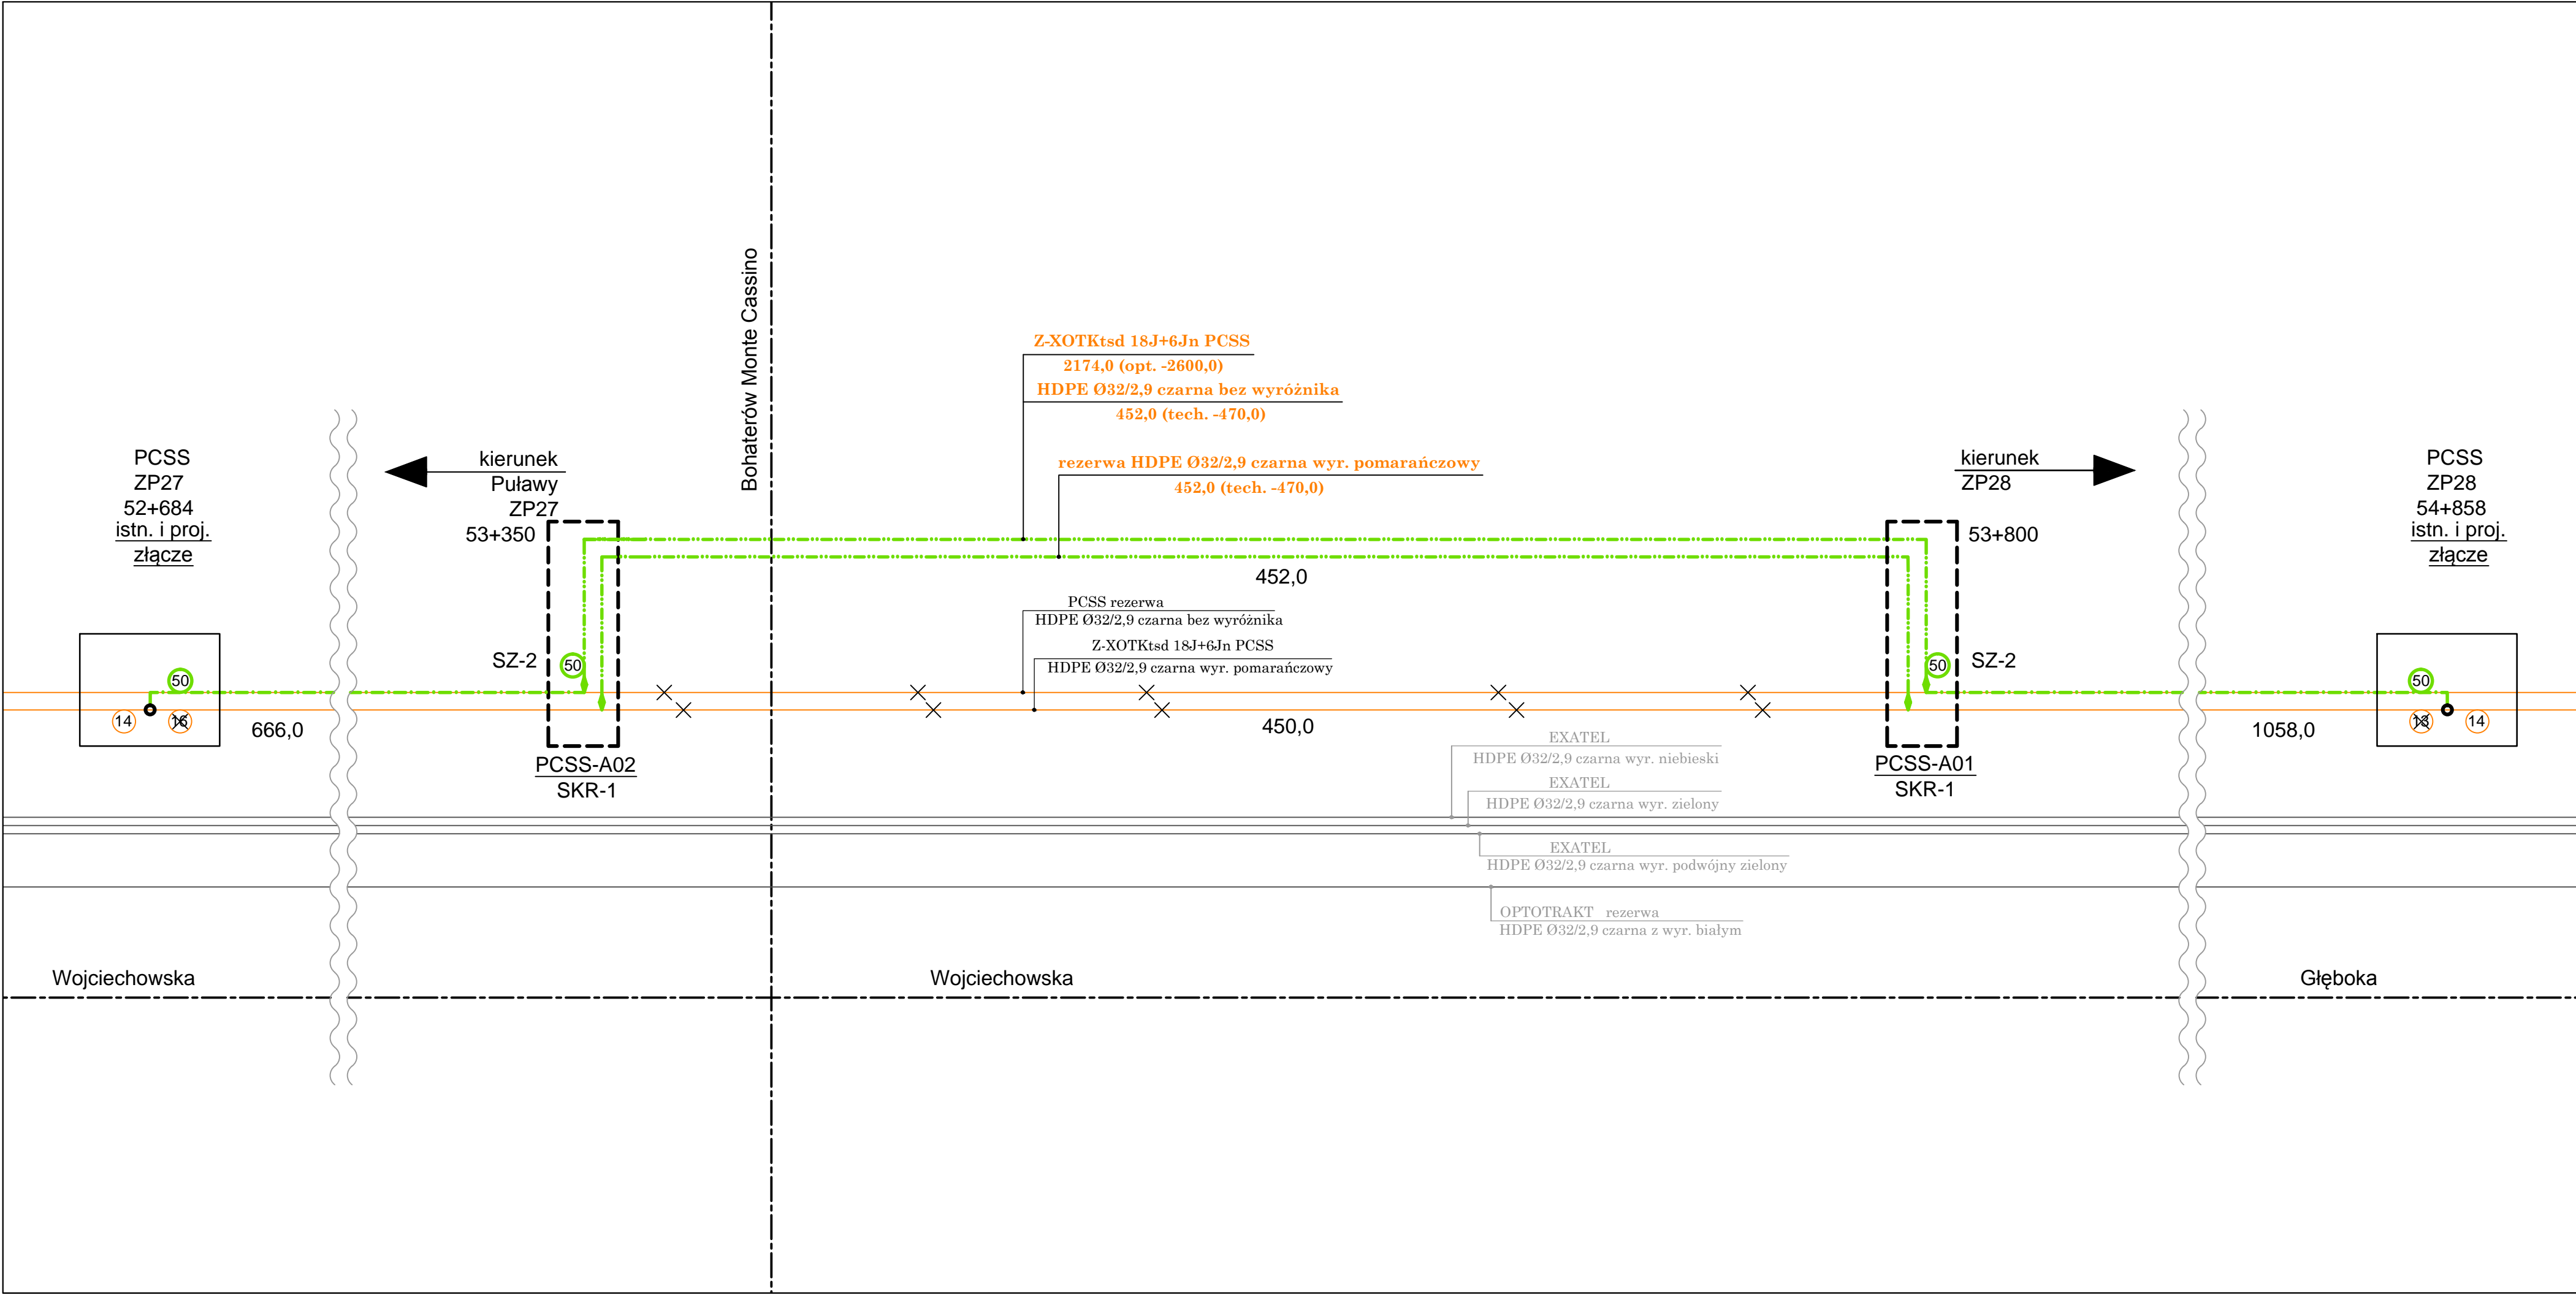 Bohaterów Monte Cassino
Z-XOTKtsd 18J+6Jn PCSS
2174,0 (opt. -2600,0)
HDPE Ø32/2,9 czarna bez wyróżnika
452,0 (tech. -470,0)
rezerwa HDPE Ø32/2,9 czarna wyr. pomarańczowy
452,0 (tech. -470,0)
PCSS
ZP27
52+684
istn. i proj.
złącze
kierunek
Puławy
ZP27
53+350
kierunek
ZP28
53+800
PCSS
ZP28
54+858
istn. i proj.
złącze
452,0
PCSS rezerwa
HDPE Ø32/2,9 czarna bez wyróżnika
Z-XOTKtsd 18J+6Jn PCSS
HDPE Ø32/2,9 czarna wyr. pomarańczowy
SZ-2
50
50
SZ-2
50
50
14
16
666,0
450,0
1058,0
13
14
PCSS-A02
SKR-1
PCSS-A01
SKR-1
EXATEL
HDPE Ø32/2,9 czarna wyr. niebieski
EXATEL
HDPE Ø32/2,9 czarna wyr. zielony
EXATEL
HDPE Ø32/2,9 czarna wyr. podwójny zielony
OPTOTRAKT rezerwa
HDPE Ø32/2,9 czarna z wyr. białym
Wojciechowska
Wojciechowska
Głęboka